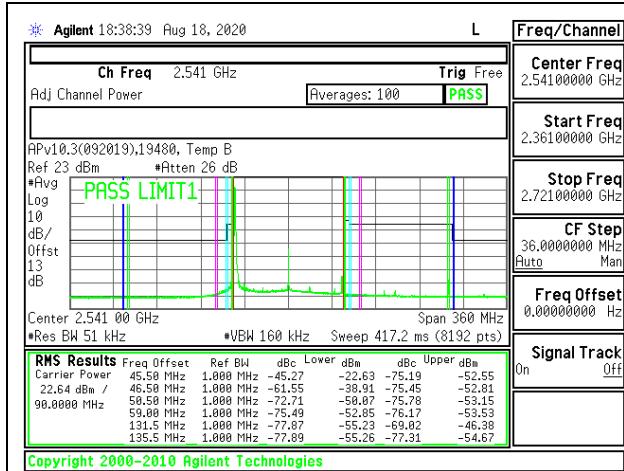 Agilent 18:38:39 Aug 18, 2020 L
Ch Freq 2.541 GHz Trig Free
Adj Channel Power Averages: 100 PASS
APv10.3(092019),19480, Temp B
Ref 23 dBm #Atten 26 dB
#Avg
Log
10
dB/
Offst
13
dB
PASS LIMIT1
Center 2.541 00 GHz Span 360 MHz
#Res BW 51 kHz #VBW 160 kHz Sweep 417.2 ms (8192 pts)
RMS Results Freq Offset Ref BW dBc Lower dBm dBc Upper dBm
Carrier Power 45.50 MHz 1.000 MHz -45.27 -22.63 -75.19 -52.55
22.64 dBm / 46.50 MHz 1.000 MHz -61.55 -38.91 -75.45 -52.81
90.0000 MHz 50.50 MHz 1.000 MHz -72.71 -50.07 -75.78 -53.15
59.00 MHz 1.000 MHz -75.49 -52.85 -76.17 -53.53
131.5 MHz 1.000 MHz -77.87 -55.23 -69.02 -46.38
135.5 MHz 1.000 MHz -77.89 -55.26 -77.31 -54.67
Copyright 2000-2010 Agilent Technologies
Freq/Channel
Center Freq
2.54100000 GHz
Start Freq
2.36100000 GHz
Stop Freq
2.72100000 GHz
CF Step
36.0000000 MHz
Auto Man
Freq Offset
0.00000000 Hz
Signal Track
On Off